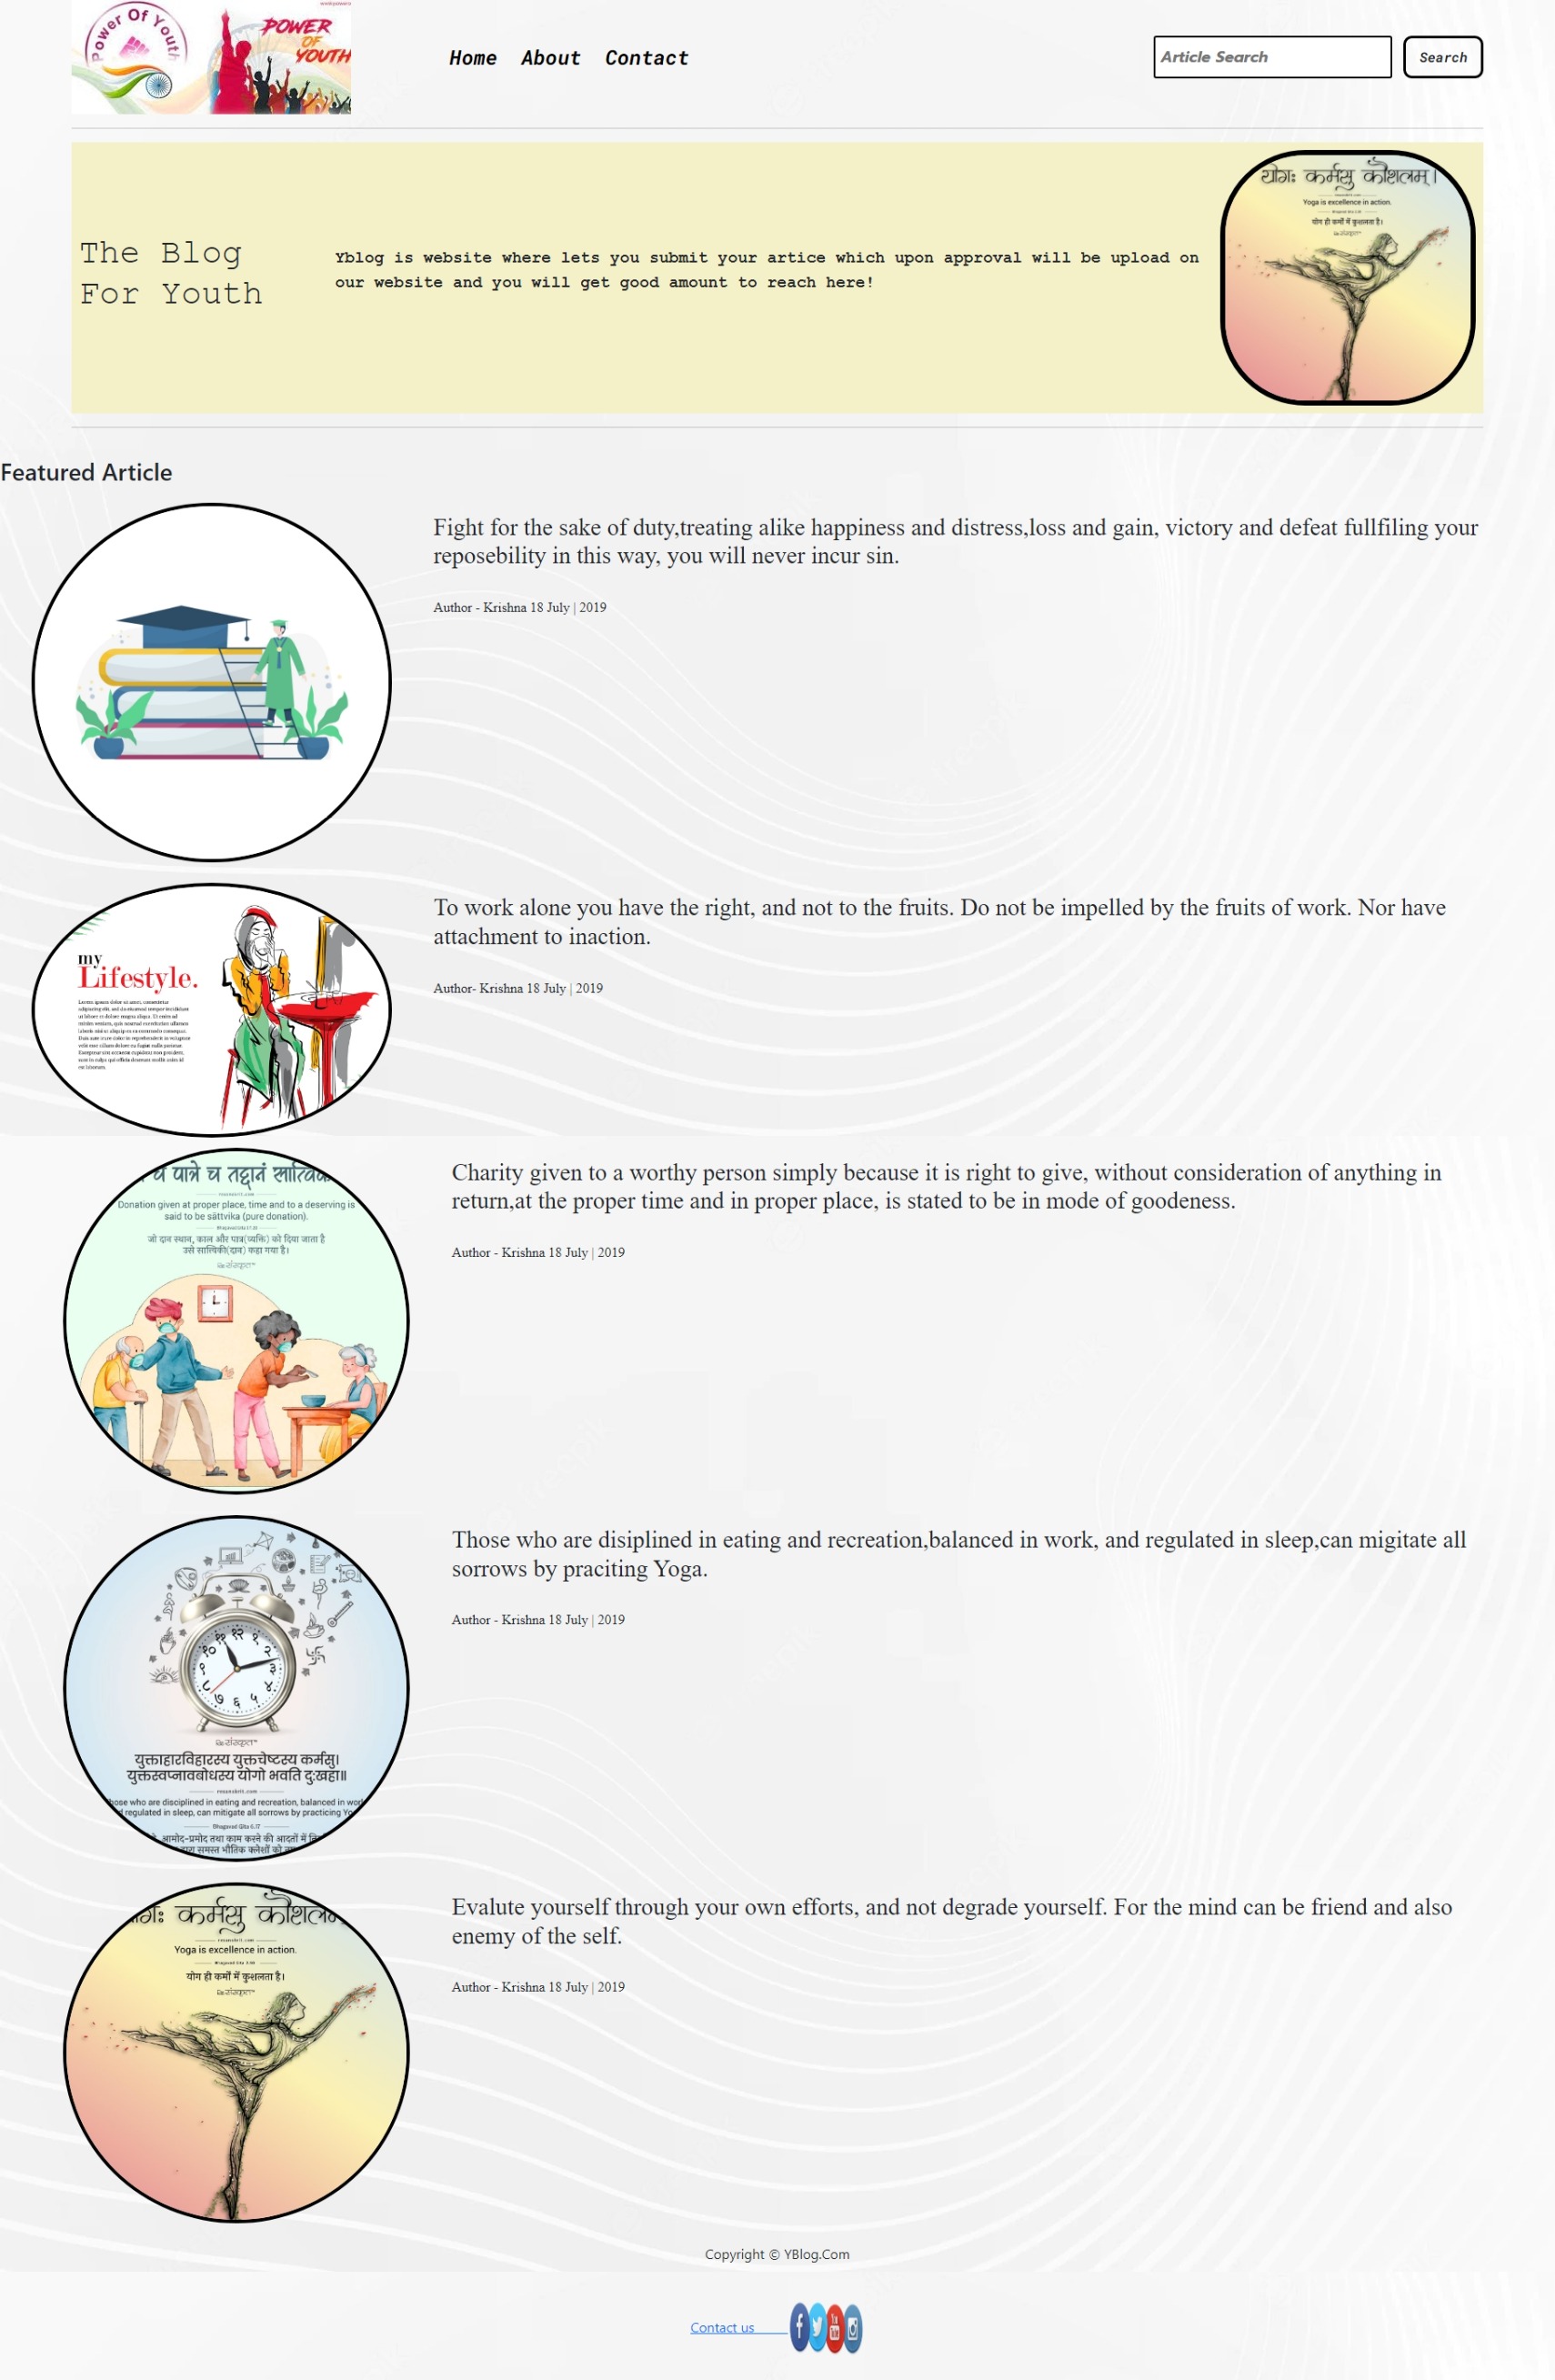 Power Of Youth
POWER
OF
YOUTH
Home About Contact
Article Search
Search
The Blog
For Youth
Yblog is website where lets you submit your artice which upon approval will be upload on
our website and you will get good amount to reach here!
योगः कर्मसु कौशलम्।
Yoga is excellence in action.
योग ही कर्मों में कुशलता है।
Featured Article
Fight for the sake of duty,treating alike happiness and distress,loss and gain, victory and defeat fullfiling your
reposebility in this way, you will never incur sin.
Author - Krishna 18 July | 2019
my
Lifestyle.
To work alone you have the right, and not to the fruits. Do not be impelled by the fruits of work. Nor have
attachment to inaction.
Author- Krishna 18 July | 2019
च पात्रे च तद्दानं सात्त्विक
Donation given at proper place, time and to a deserving is
said to be sāttvika (pure donation).
जो दान स्थान, काल और पात्र(व्यक्ति) को दिया जाता है
उसे सात्त्विकी(दान) कहा गया है।
Charity given to a worthy person simply because it is right to give, without consideration of anything in
return,at the proper time and in proper place, is stated to be in mode of goodeness.
Author - Krishna 18 July | 2019
संस्कृत
युक्ताहारविहारस्य युक्तचेष्टस्य कर्मसु।
युक्तस्वप्नावबोधस्य योगो भवति दुःखहा॥
resanskrit.com
those who are disciplined in eating and recreation, balanced in work
regulated in sleep, can mitigate all sorrows by practicing Yo
Bhagavad Gita 6.17
आमोद-प्रमोद तथा काम करने की आदतों में
समस्त भौतिक क्लेशों को
Those who are disiplined in eating and recreation,balanced in work, and regulated in sleep,can migitate all
sorrows by praciting Yoga.
Author - Krishna 18 July | 2019
गः कर्मसु कौशलम्
Yoga is excellence in action.
योग ही कर्मों में कुशलता है।
संस्कृत
Evalute yourself through your own efforts, and not degrade yourself. For the mind can be friend and also
enemy of the self.
Author - Krishna 18 July | 2019
Copyright © YBlog.Com
Contact us